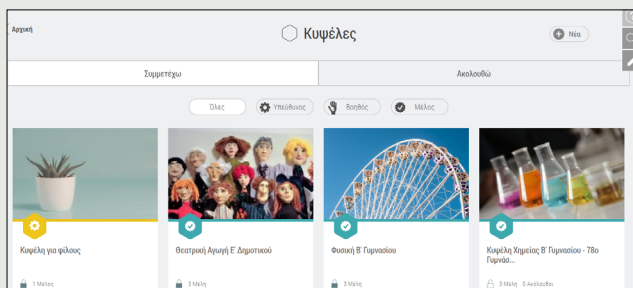 Αρχική
Κυψέλες
Νέα
Συμμετέχω
Ακολουθώ
Όλες
Υπεύθυνος
Βοηθός
Μέλος
Κυψέλη για φίλους
1 Μέλος
Θεατρική Αγωγή Ε' Δημοτικού
3 Μέλη
Φυσική Β' Γυμνασίου
3 Μέλη
Κυψέλη Χημείας Β' Γυμνασίου - 78ο
Γυμνάσ...
3 Μέλη 0 Ακόλουθοι